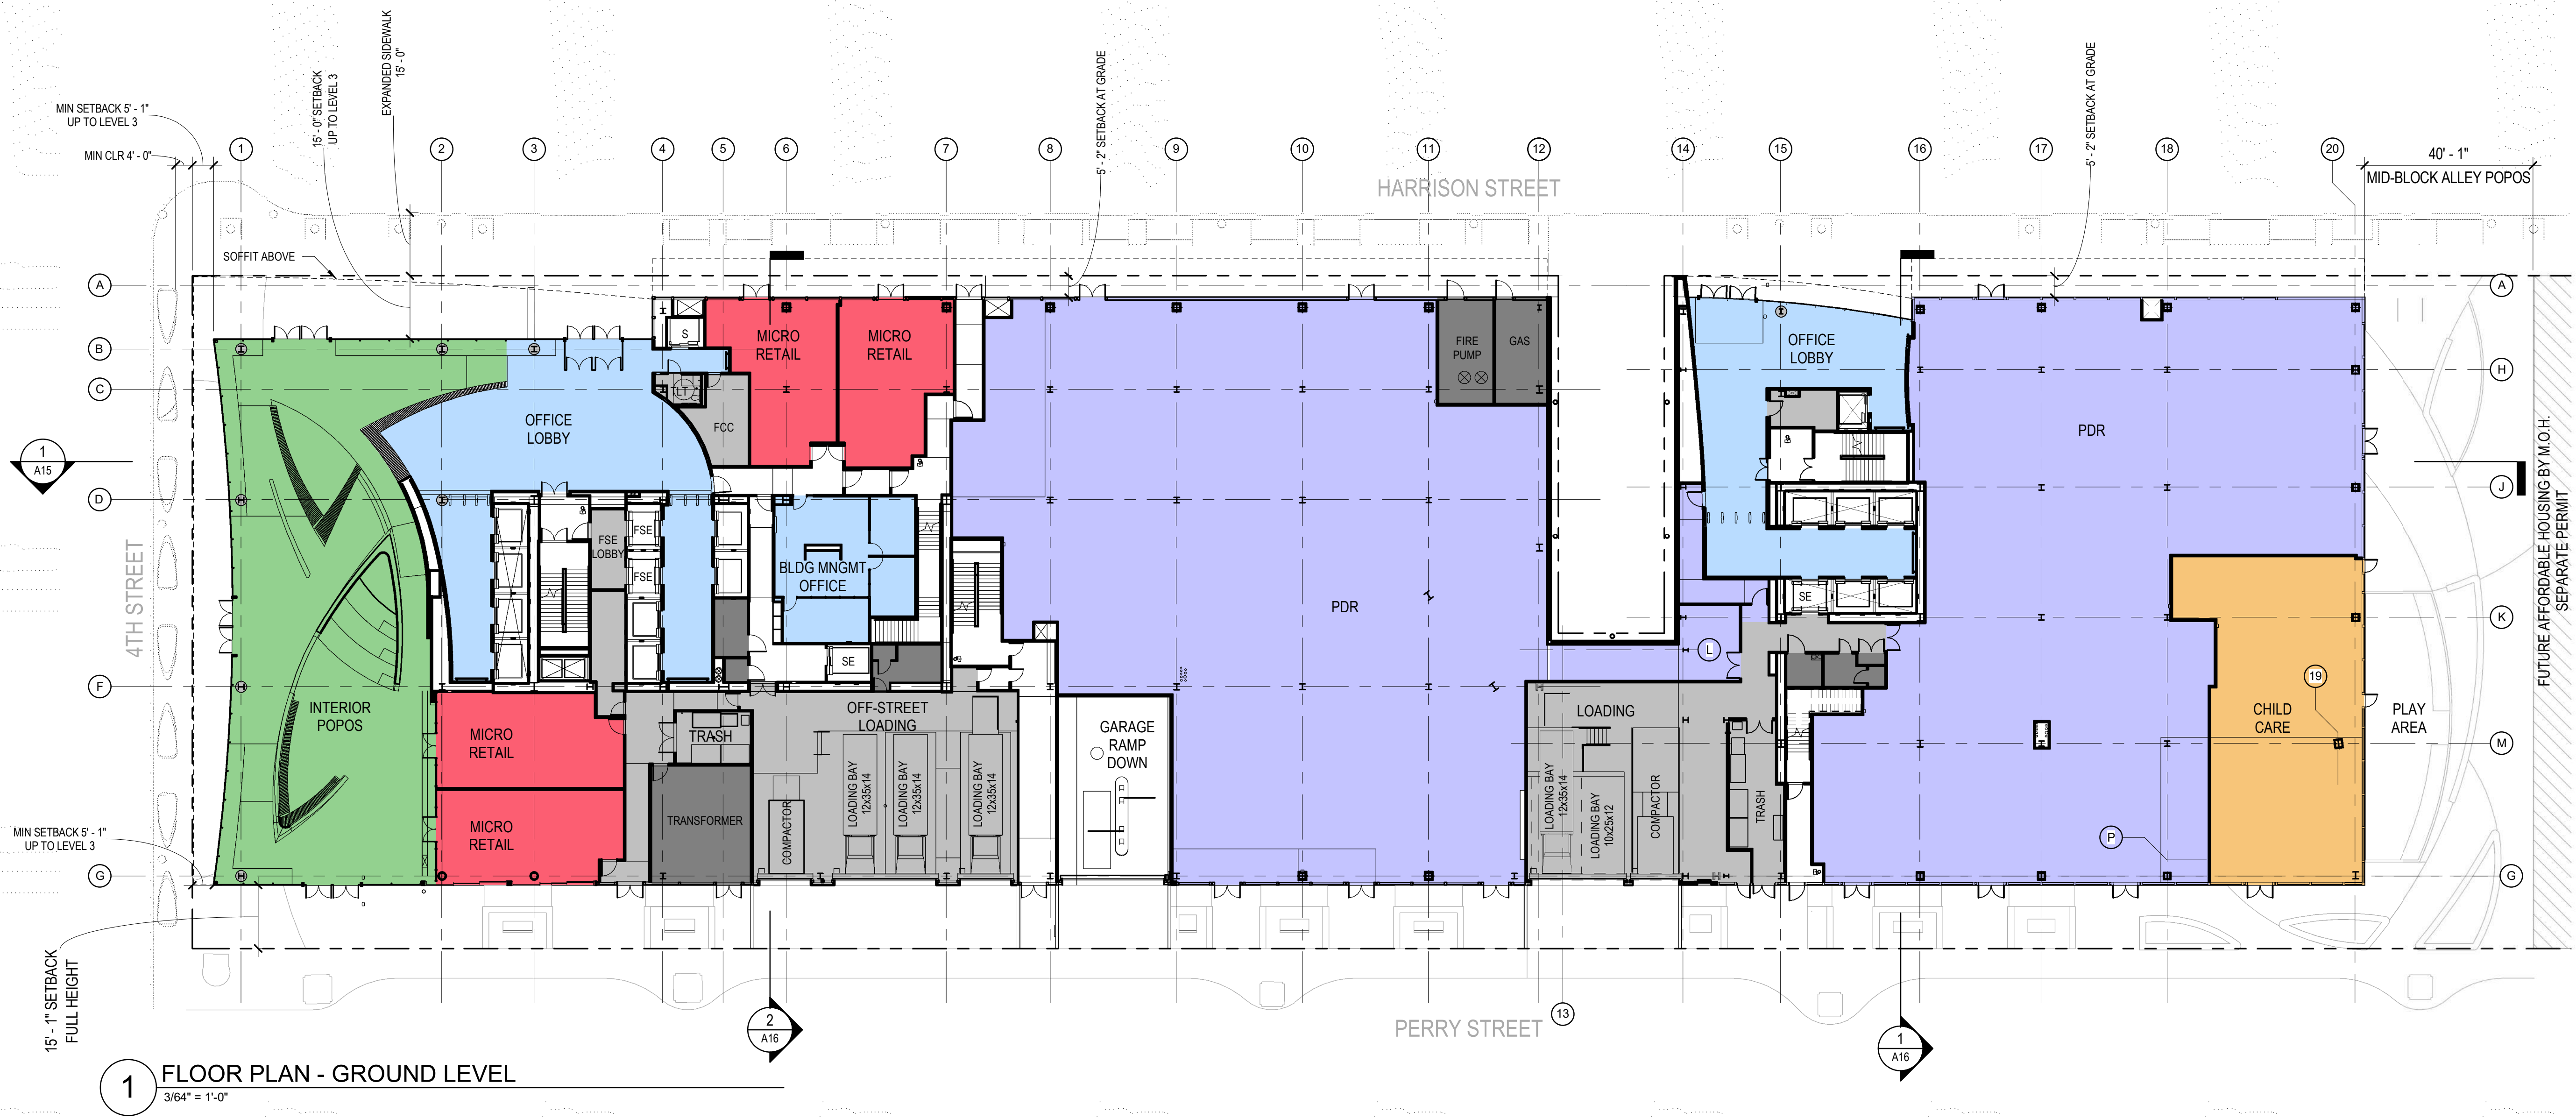 EXPANDED SIDEWALK
15' - 0"
15' - 0" SETBACK
UP TO LEVEL 3
5' - 2" SETBACK AT GRADE
5' - 2" SETBACK AT GRADE
MIN SETBACK 5' - 1"
UP TO LEVEL 3
MIN CLR 4' - 0"
1
2
3
4
5
6
7
8
9
10
11
12
14
15
16
17
18
20
40' - 1"
MID-BLOCK ALLEY POPOS
HARRISON STREET
SOFFIT ABOVE
A
A
B
S
MICRO
RETAIL
MICRO
RETAIL
FIRE
PUMP
GAS
OFFICE
LOBBY
H
C
LT
OFFICE
LOBBY
FCC
PDR
1
A15
D
J
FSE
FSE
LOBBY
FSE
BLDG MNGMT
OFFICE
PDR
SE
K
4TH STREET
FUTURE AFFORDABLE HOUSING BY M.O.H.
SEPARATE PERMIT
L
SE
F
19
INTERIOR
POPOS
MICRO
RETAIL
TRASH
OFF-STREET
LOADING
GARAGE
RAMP
DOWN
LOADING
CHILD
CARE
PLAY
AREA
M
LOADING BAY
12x35x14
LOADING BAY
12x35x14
LOADING BAY
12x35x14
LOADING BAY
12x35x14
LOADING BAY
10x25x12
COMPACTOR
TRASH
MICRO
RETAIL
TRANSFORMER
COMPACTOR
P
MIN SETBACK 5' - 1"
UP TO LEVEL 3
G
G
15' - 1" SETBACK
FULL HEIGHT
2
A16
13
PERRY STREET
1
A16
1
FLOOR PLAN - GROUND LEVEL
3/64" = 1'-0"